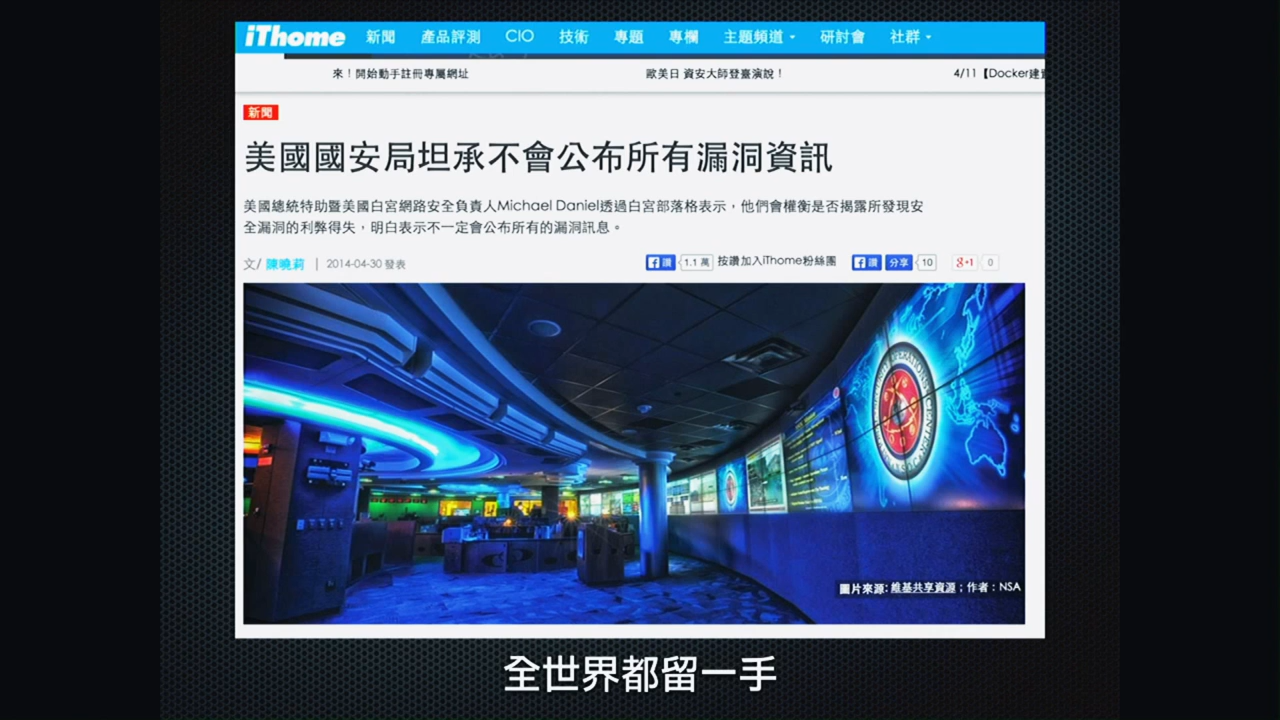 iThome 新聞 產品評測 CIO 技術 專題 專欄 主題頻道 研討會 社群
來！開始動手註冊專屬網址 歐美日 資安大師登臺演說！ 4/11【Docker建置
新聞
美國國安局坦承不會公布所有漏洞資訊
美國總統特助暨美國白宮網路安全負責人Michael Daniel透過白宮部落格表示，他們會權衡是否揭露所發現安
全漏洞的利弊得失，明白表示不一定會公布所有的漏洞訊息。
文/ 陳曉莉 | 2014-04-30 發表 讚 1.1 萬 按讚加入iThome粉絲團 讚 分享 10 g+1 0
圖片來源: 維基共享資源；作者：NSA
全世界都留一手